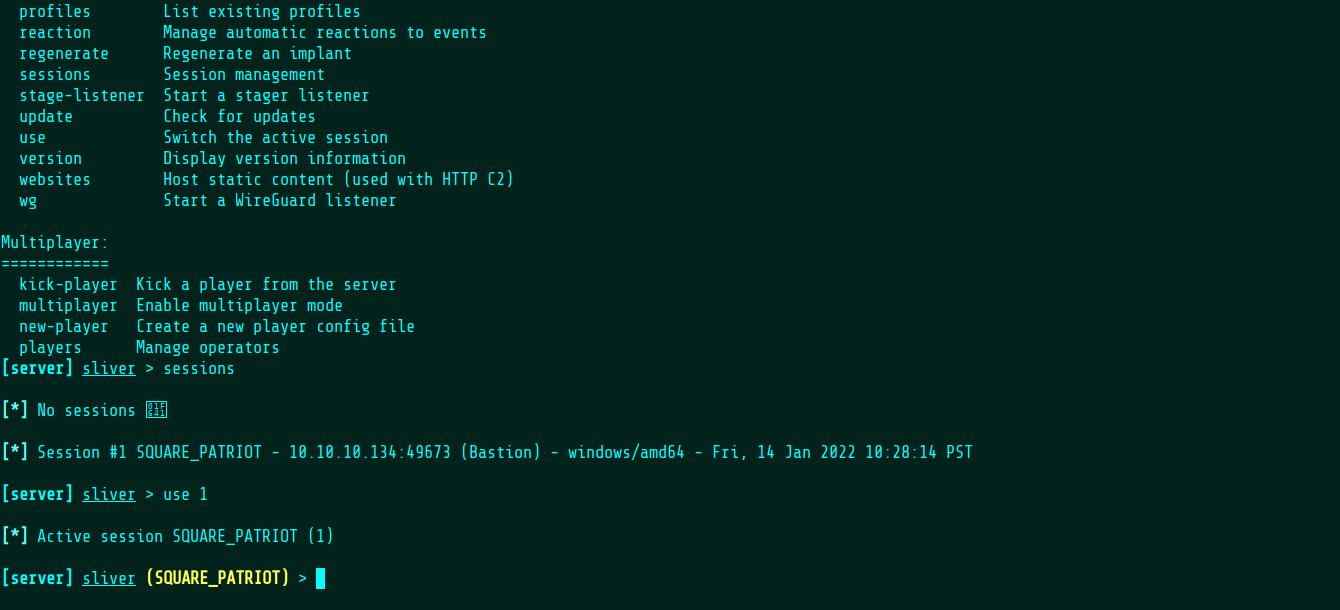 profiles        List existing profiles
reaction        Manage automatic reactions to events
regenerate      Regenerate an implant
sessions        Session management
stage-listener  Start a stager listener
update          Check for updates
use             Switch the active session
version         Display version information
websites        Host static content (used with HTTP C2)
wg              Start a WireGuard listener
Multiplayer:
============
kick-player  Kick a player from the server
multiplayer  Enable multiplayer mode
new-player   Create a new player config file
players      Manage operators
[server] sliver > sessions
[*] No sessions 🙁
[*] Session #1 SQUARE_PATRIOT - 10.10.10.134:49673 (Bastion) - windows/amd64 - Fri, 14 Jan 2022 10:28:14 PST
[server] sliver > use 1
[*] Active session SQUARE_PATRIOT (1)
[server] sliver (SQUARE_PATRIOT) >